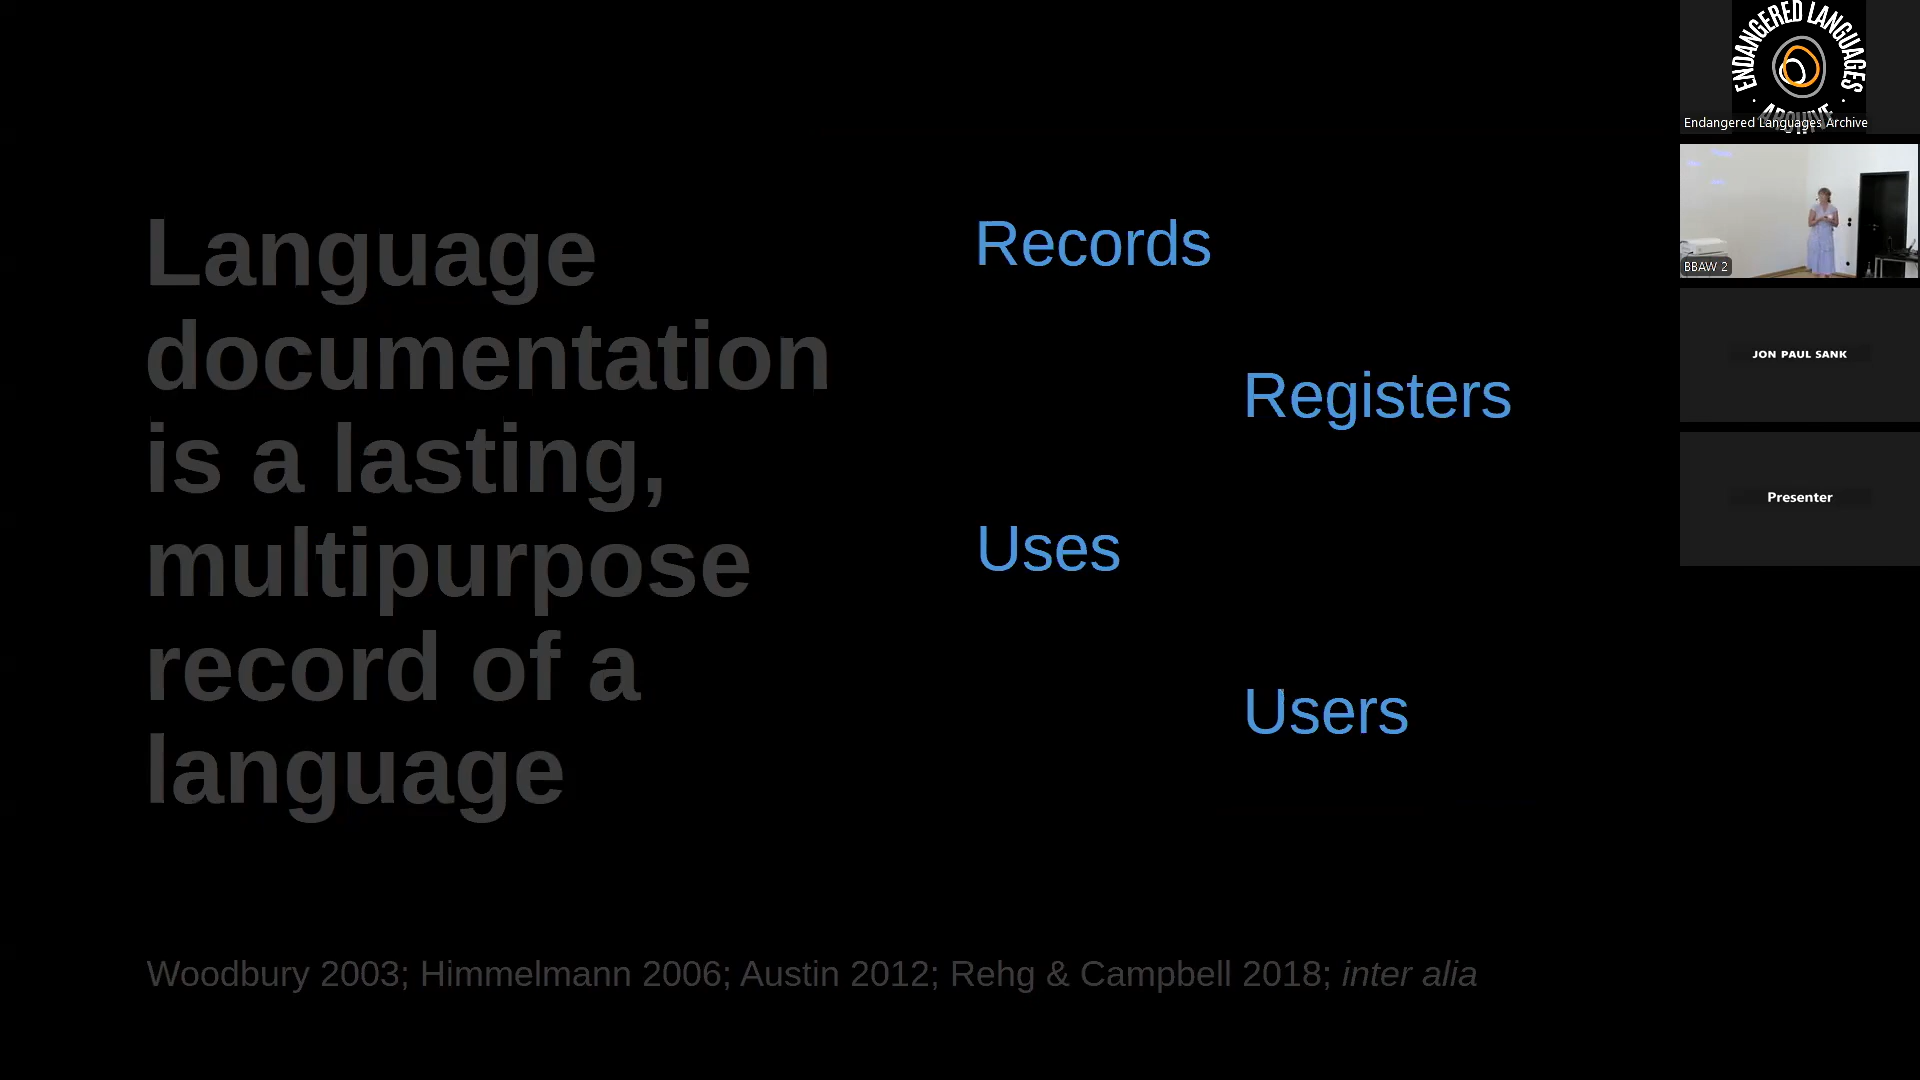 Language
documentation
is a lasting,
multipurpose
record of a
language
Records
Registers
Uses
Users
Woodbury 2003; Himmelmann 2006; Austin 2012; Rehg & Campbell 2018; inter alia
ENDANGERED LANGUAGES
ARCHIVE
Endangered Languages Archive
BBAW 2
JON PAUL SANK
Presenter